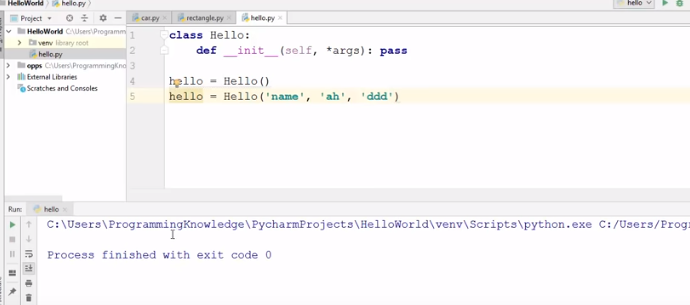 HelloWorld hello.py hello
Project car.py rectangle.py hello.py
HelloWorld C:\Users\Programm
venv library root
hello.py
opps C:\Users\ProgrammingKno
External Libraries
Scratches and Consoles
1 class Hello:
2 def __init__(self, *args): pass
3
4 hello = Hello()
5 hello = Hello('name', 'ah', 'ddd')
Run: hello
C:\Users\ProgrammingKnowledge\PycharmProjects\HelloWorld\venv\Scripts\python.exe C:/Users/Progr
Process finished with exit code 0